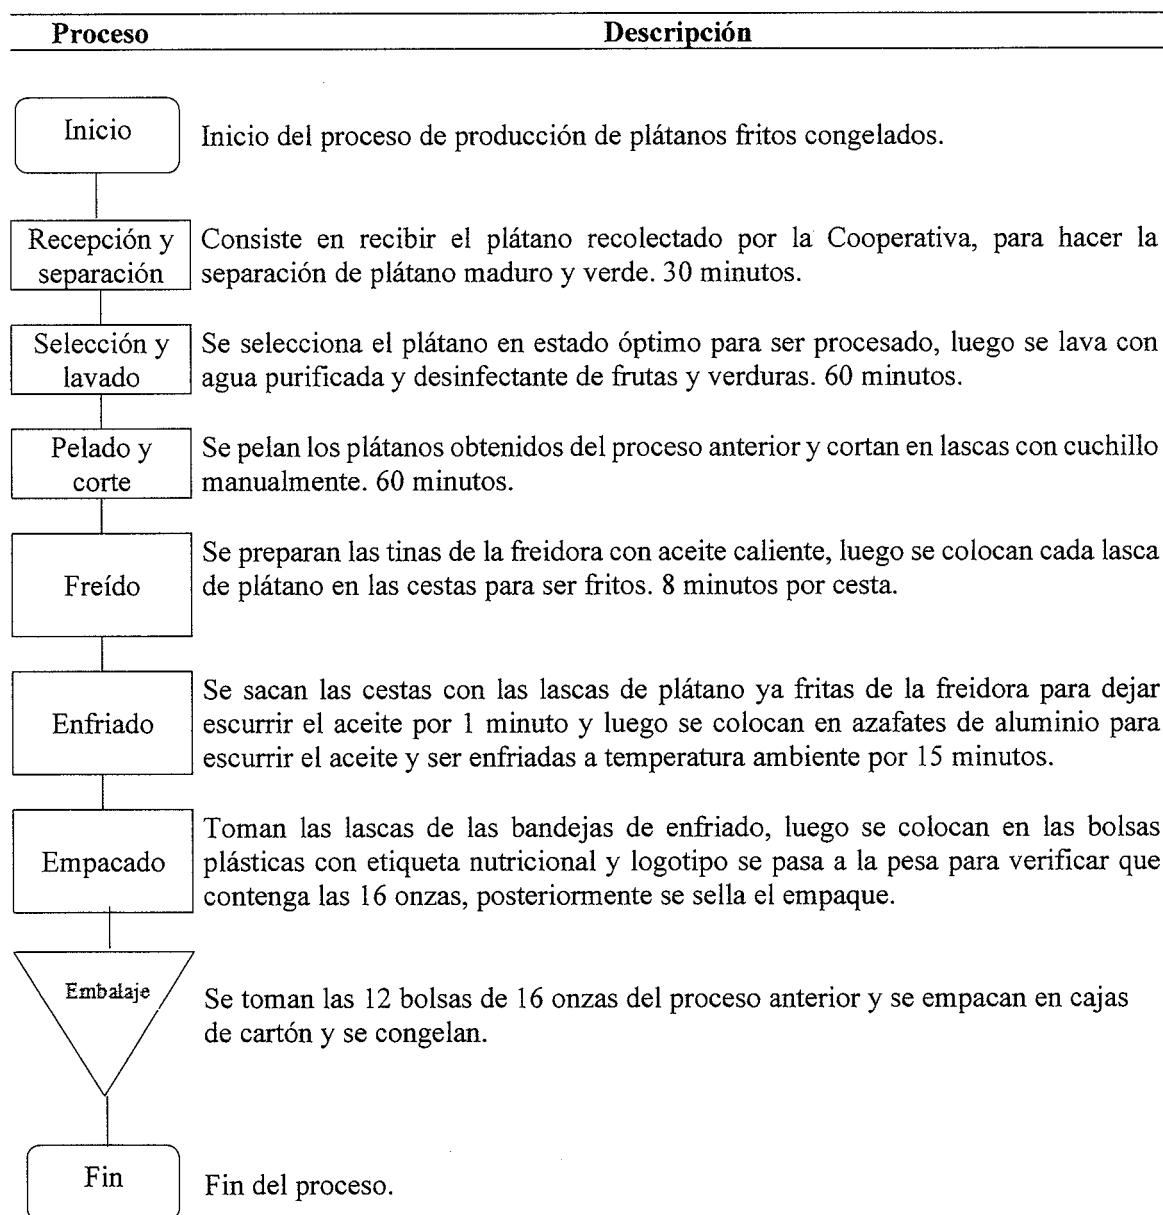 Proceso Descripción
Inicio
Inicio del proceso de producción de plátanos fritos congelados.
Recepción y
separación
Consiste en recibir el plátano recolectado por la Cooperativa, para hacer la
separación de plátano maduro y verde. 30 minutos.
Selección y
lavado
Se selecciona el plátano en estado óptimo para ser procesado, luego se lava con
agua purificada y desinfectante de frutas y verduras. 60 minutos.
Pelado y
corte
Se pelan los plátanos obtenidos del proceso anterior y cortan en lascas con cuchillo
manualmente. 60 minutos.
Freído
Se preparan las tinas de la freidora con aceite caliente, luego se colocan cada lasca
de plátano en las cestas para ser fritos. 8 minutos por cesta.
Enfriado
Se sacan las cestas con las lascas de plátano ya fritas de la freidora para dejar
escurrir el aceite por 1 minuto y luego se colocan en azafates de aluminio para
escurrir el aceite y ser enfriadas a temperatura ambiente por 15 minutos.
Empacado
Toman las lascas de las bandejas de enfriado, luego se colocan en las bolsas
plásticas con etiqueta nutricional y logotipo se pasa a la pesa para verificar que
contenga las 16 onzas, posteriormente se sella el empaque.
Embalaje
Se toman las 12 bolsas de 16 onzas del proceso anterior y se empacan en cajas
de cartón y se congelan.
Fin
Fin del proceso.